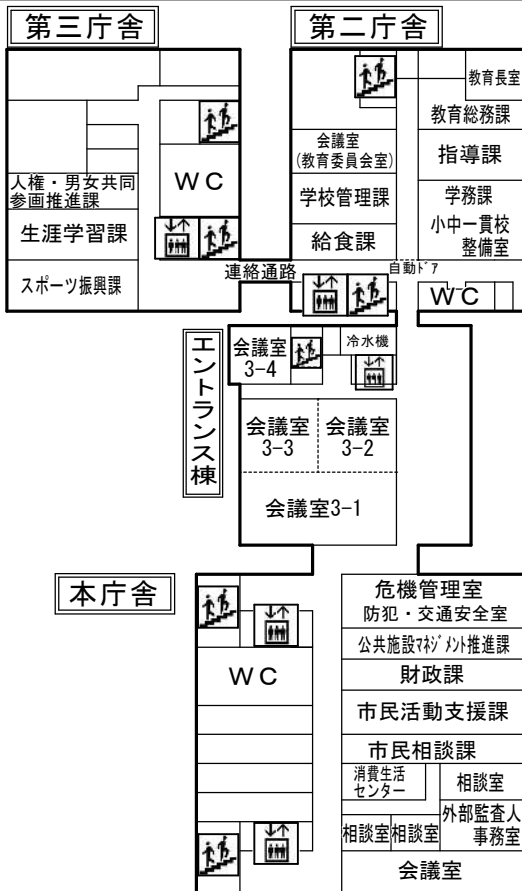 第三庁舎
第二庁舎
教育長室
教育総務課
会議室
(教育委員会室)
指導課
人権・男女共同
参画推進課
ＷＣ
学校管理課
学務課
小中一貫校
整備室
生涯学習課
給食課
スポーツ振興課
連絡通路
自動ドア
ＷＣ
エントランス棟
会議室
3-4
冷水機
会議室
3-3
会議室
3-2
会議室3-1
本庁舎
危機管理室
防犯・交通安全室
公共施設マネジメント推進課
ＷＣ
財政課
市民活動支援課
市民相談課
消費生活
センター
相談室
外部監査人
事務室
相談室
相談室
会議室